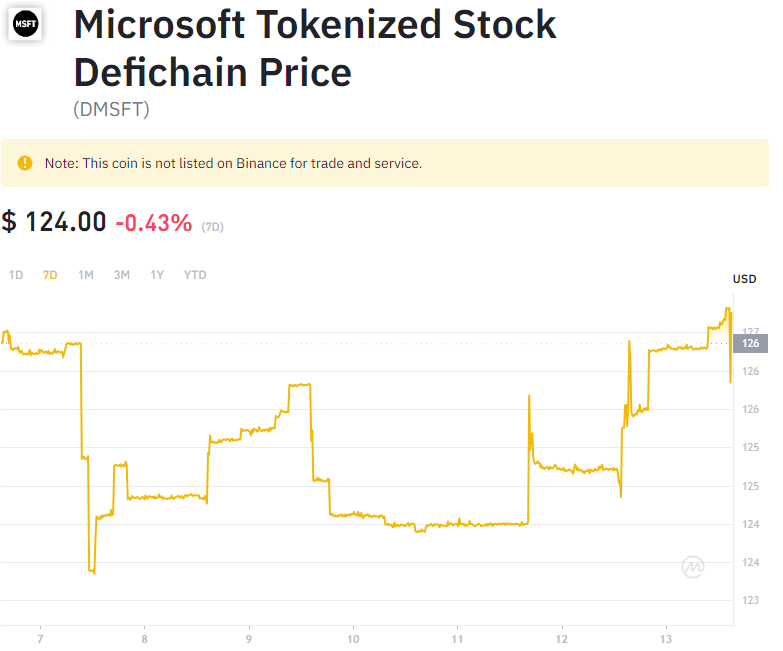 MSFT
Microsoft Tokenized Stock
Defichain Price
(DMSFT)
Note: This coin is not listed on Binance for trade and service.
$ 124.00 -0.43% (7D)
1D 7D 1M 3M 1Y YTD
USD
127
126
126
126
125
125
124
124
123
7 8 9 10 11 12 13